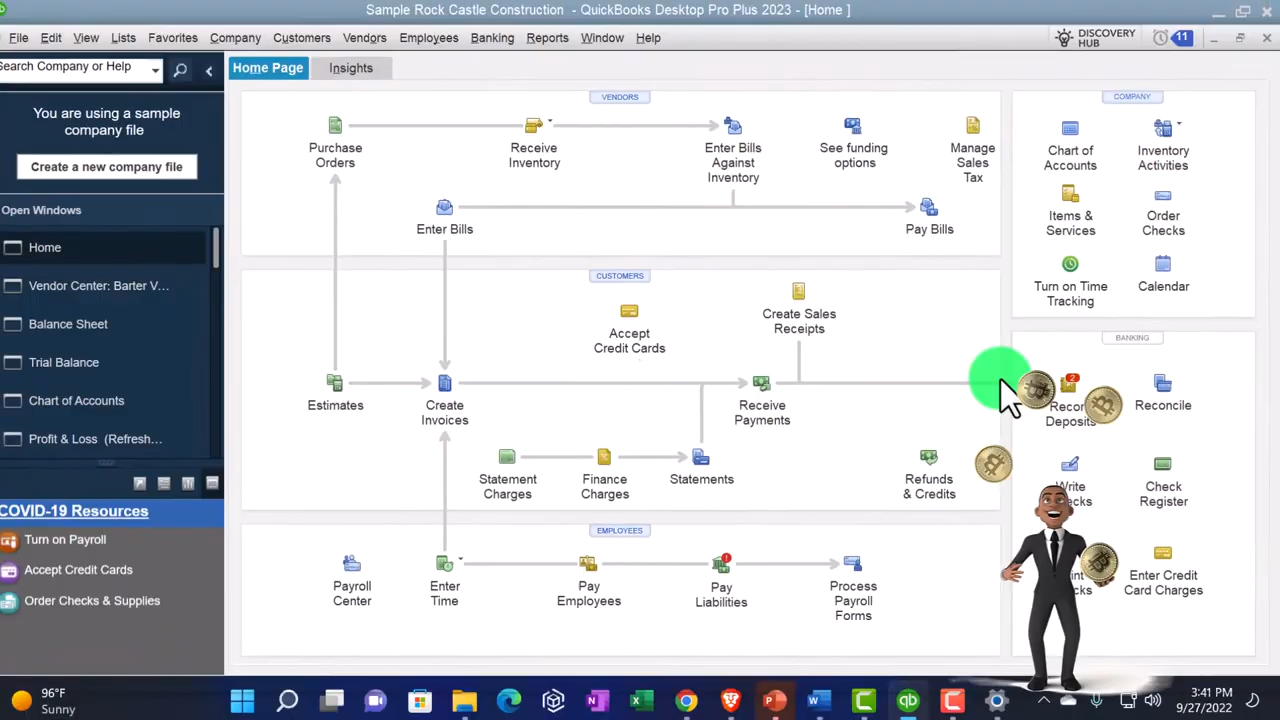 Sample Rock Castle Construction - QuickBooks Desktop Pro Plus 2023 - [Home ]
File Edit View Lists Favorites Company Customers Vendors Employees Banking Reports Window Help
DISCOVERY
HUB
11
Search Company or Help
Home Page
Insights
You are using a sample
company file
Create a new company file
Open Windows
Home
Vendor Center: Barter V...
Balance Sheet
Trial Balance
Chart of Accounts
Profit & Loss (Refresh...
COVID-19 Resources
Turn on Payroll
Accept Credit Cards
Order Checks & Supplies
VENDORS
Purchase
Orders
Receive
Inventory
Enter Bills
Against
Inventory
See funding
options
Manage
Sales
Tax
Enter Bills
Pay Bills
CUSTOMERS
Accept
Credit Cards
Create Sales
Receipts
Estimates
Create
Invoices
Receive
Payments
Statement
Charges
Finance
Charges
Statements
Refunds
& Credits
EMPLOYEES
Payroll
Center
Enter
Time
Pay
Employees
Pay
Liabilities
Process
Payroll
Forms
COMPANY
Chart of
Accounts
Inventory
Activities
Items &
Services
Order
Checks
Turn on Time
Tracking
Calendar
BANKING
2
Deposits
Reconcile
Check
Register
Enter Credit
Card Charges
96°F
Sunny
3:41 PM
9/27/2022